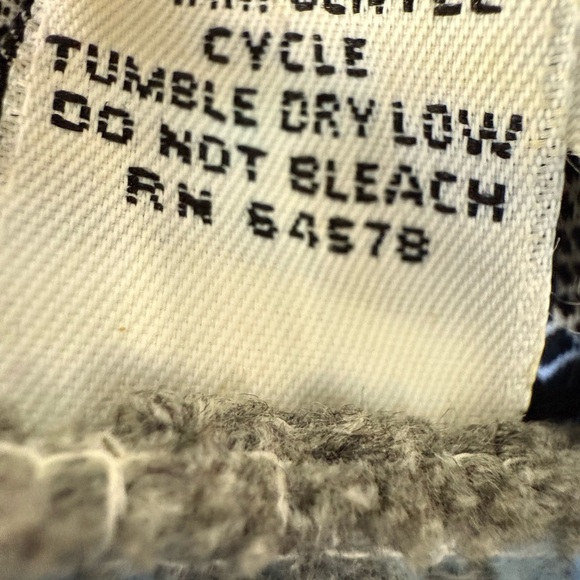 CYCLE
TUMBLE DRY LOW
DO NOT BLEACH
RN 64578